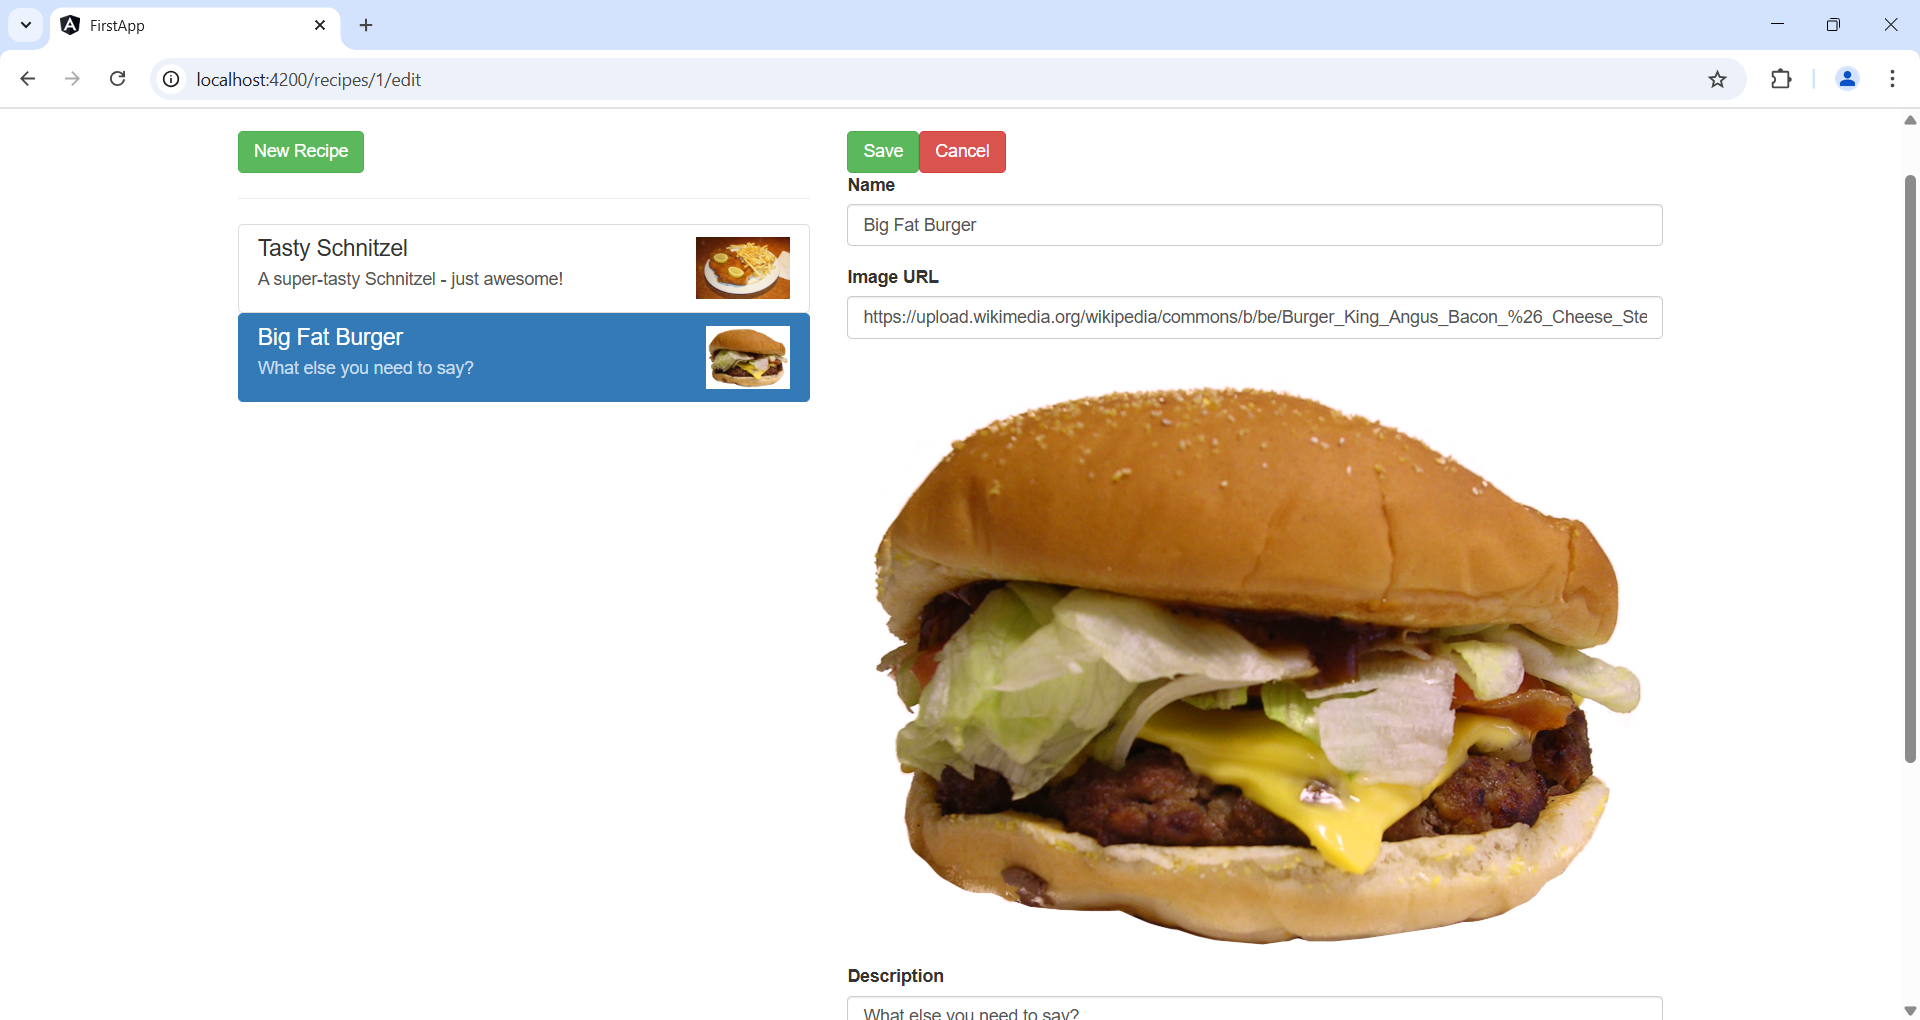 FirstApp
localhost:4200/recipes/1/edit
New Recipe
Save Cancel
Name
Big Fat Burger
Image URL
https://upload.wikimedia.org/wikipedia/commons/b/be/Burger_King_Angus_Bacon_%26_Cheese_Ste
Tasty Schnitzel
A super-tasty Schnitzel - just awesome!
Big Fat Burger
What else you need to say?
Description
What else you need to say?